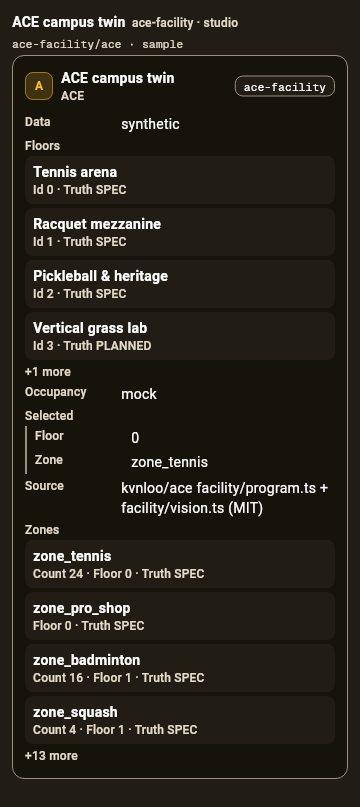 ACE campus twin ace-facility · studio
ace-facility/ace · sample
A
ACE campus twin
ACE
ace-facility
Data synthetic
Floors
Tennis arena
Id 0 · Truth SPEC
Racquet mezzanine
Id 1 · Truth SPEC
Pickleball & heritage
Id 2 · Truth SPEC
Vertical grass lab
Id 3 · Truth PLANNED
+1 more
Occupancy mock
Selected
Floor 0
Zone zone_tennis
Source kvnloo/ace facility/program.ts +
facility/vision.ts (MIT)
Zones
zone_tennis
Count 24 · Floor 0 · Truth SPEC
zone_pro_shop
Floor 0 · Truth SPEC
zone_badminton
Count 16 · Floor 1 · Truth SPEC
zone_squash
Count 4 · Floor 1 · Truth SPEC
+13 more